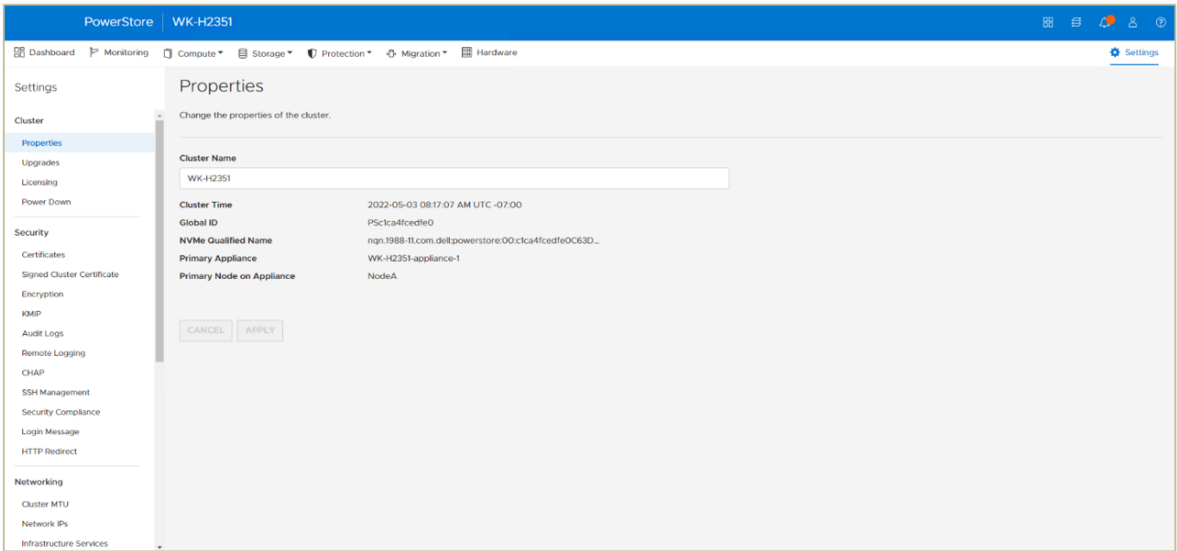 PowerStore WK-H2351
Dashboard Monitoring Compute Storage Protection Migration Hardware Settings
Settings
Cluster
Properties
Upgrades
Licensing
Power Down
Security
Certificates
Signed Cluster Certificate
Encryption
KMIP
Audit Logs
Remote Logging
CHAP
SSH Management
Security Compliance
Login Message
HTTP Redirect
Networking
Cluster MTU
Network IPs
Infrastructure Services
Properties
Change the properties of the cluster.
Cluster Name
WK-H2351
Cluster Time 2022-05-03 08:17:07 AM UTC -07:00
Global ID PSc1ca4fcedfe0
NVMe Qualified Name nqn.1988-11.com.dell:powerstore:00:c1ca4fcedfe0C63D...
Primary Appliance WK-H2351-appliance-1
Primary Node on Appliance NodeA
CANCEL APPLY